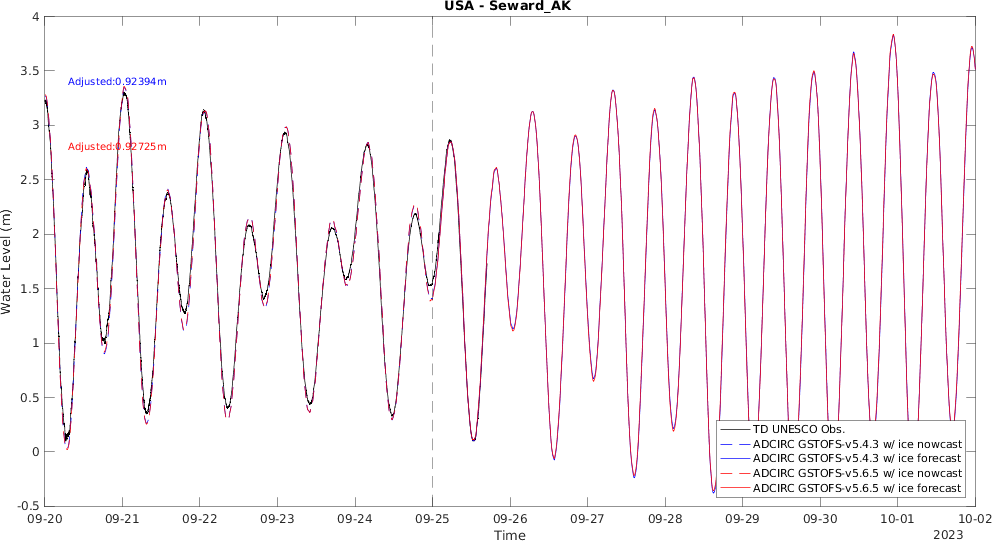 USA - Seward_AK
Water Level (m)
4
3.5
3
2.5
2
1.5
1
0.5
0
-0.5
Adjusted:0.92394m
Adjusted:0.92725m
TD UNESCO Obs.
ADCIRC GSTOFS-v5.4.3 w/ ice nowcast
ADCIRC GSTOFS-v5.4.3 w/ ice forecast
ADCIRC GSTOFS-v5.6.5 w/ ice nowcast
ADCIRC GSTOFS-v5.6.5 w/ ice forecast
09-20 09-21 09-22 09-23 09-24 09-25 09-26 09-27 09-28 09-29 09-30 10-01 10-02
Time
2023